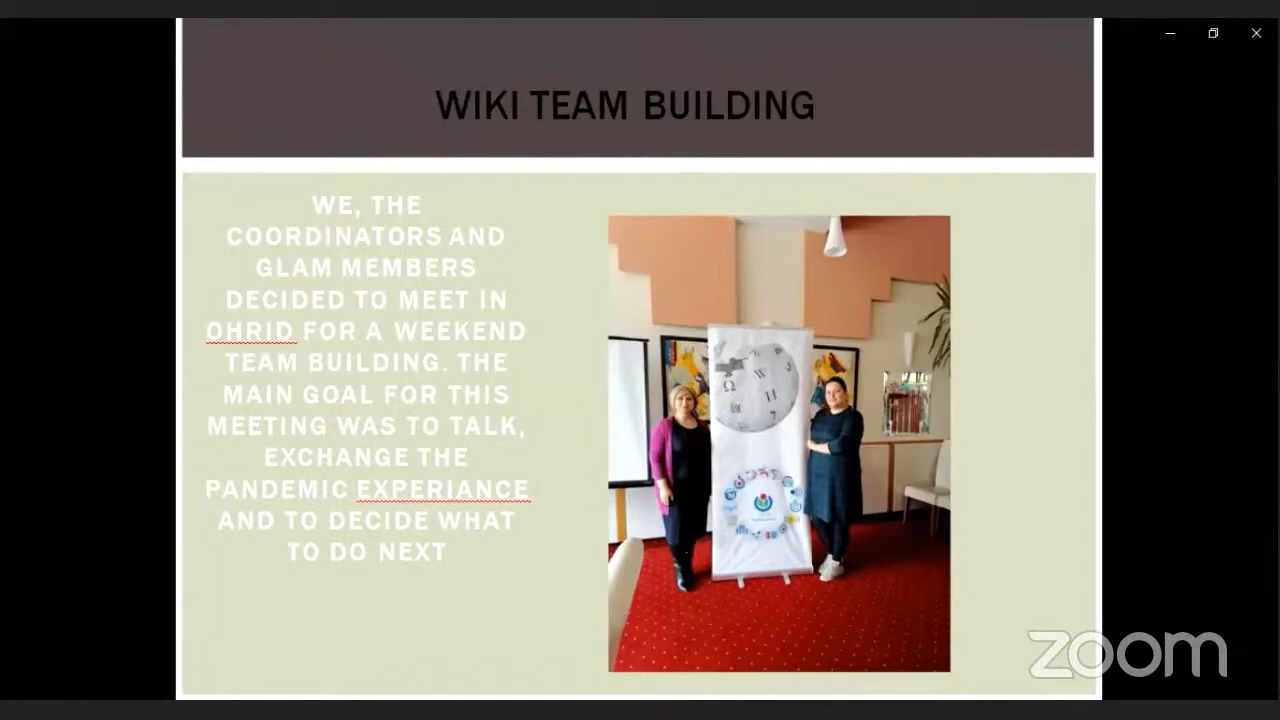 WIKI TEAM BUILDING
WE, THE
COORDINATORS AND
GLAM MEMBERS
DECIDED TO MEET IN
OHRID FOR A WEEKEND
TEAM BUILDING. THE
MAIN GOAL FOR THIS
MEETING WAS TO TALK,
EXCHANGE THE
PANDEMIC EXPERIANCE
AND TO DECIDE WHAT
TO DO NEXT
Ω W
И
zoom